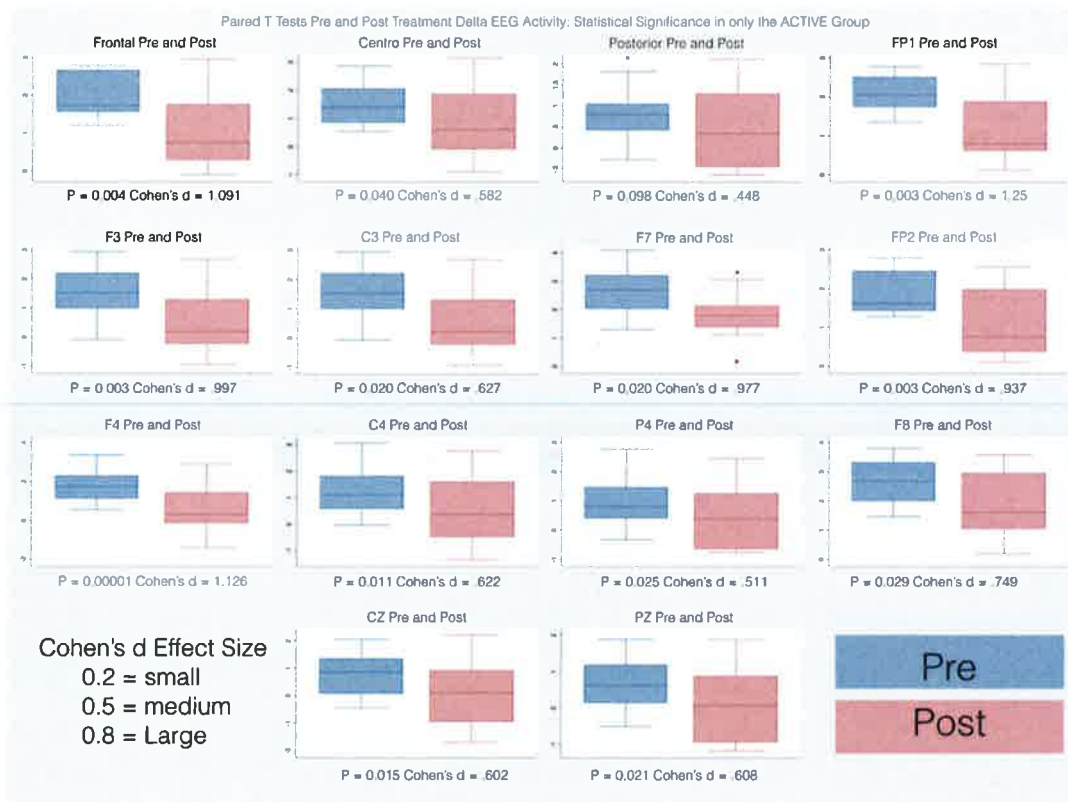 Paired T Tests Pre and Post Treatment Delta EEG Activity: Statistical Significance in only the ACTIVE Group
Frontal Pre and Post
Centro Pre and Post
Posterior Pre and Post
FP1 Pre and Post
P = 0.004 Cohen's d = 1.091
P = 0.040 Cohen's d = .582
P = 0.098 Cohen's d = .448
P = 0.003 Cohen's d = 1.25
F3 Pre and Post
C3 Pre and Post
F7 Pre and Post
FP2 Pre and Post
P = 0.003 Cohen's d = .997
P = 0.020 Cohen's d = .627
P = 0.020 Cohen's d = .977
P = 0.003 Cohen's d = .937
F4 Pre and Post
C4 Pre and Post
P4 Pre and Post
F8 Pre and Post
P = 0.00001 Cohen's d = 1.126
P = 0.011 Cohen's d = .622
P = 0.025 Cohen's d = .511
P = 0.029 Cohen's d = .749
CZ Pre and Post
PZ Pre and Post
Cohen's d Effect Size
0.2 = small
0.5 = medium
0.8 = Large
Pre
Post
P = 0.015 Cohen's d = .602
P = 0.021 Cohen's d = .608